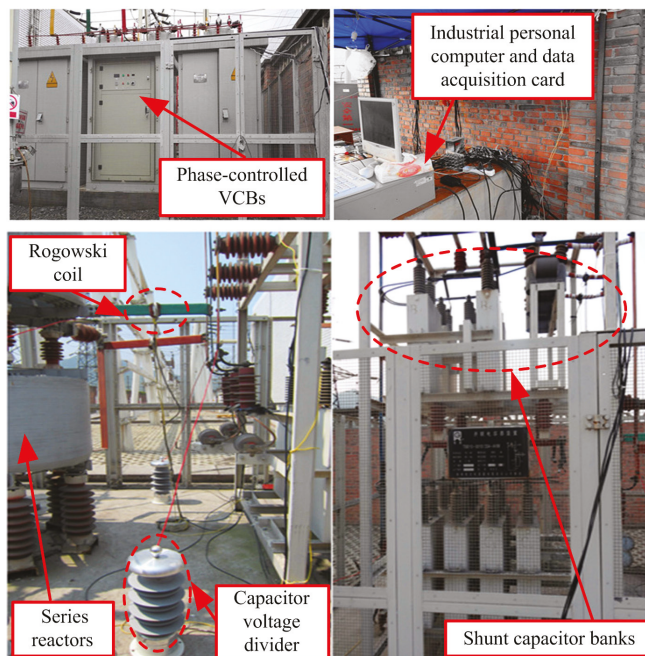 Industrial personal
computer and data
acquisition card
Phase-controlled
VCBs
Rogowski
coil
Series
reactors
Capacitor
voltage
divider
Shunt capacitor banks